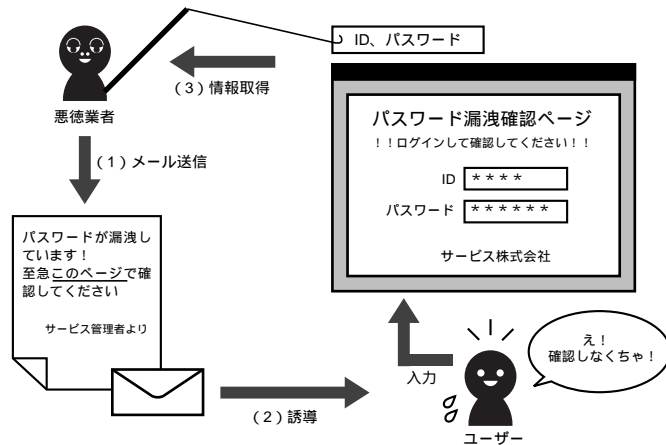 ID、パスワード
(3)情報取得
悪徳業者
(1)メール送信
パスワード漏洩確認ページ
！！ログインして確認してください！！
ID ****
パスワード ******
サービス株式会社
パスワードが漏洩し
ています！
至急このページで確
認してください
サービス管理者より
え！
確認しなくちゃ！
入力
(2)誘導
ユーザー